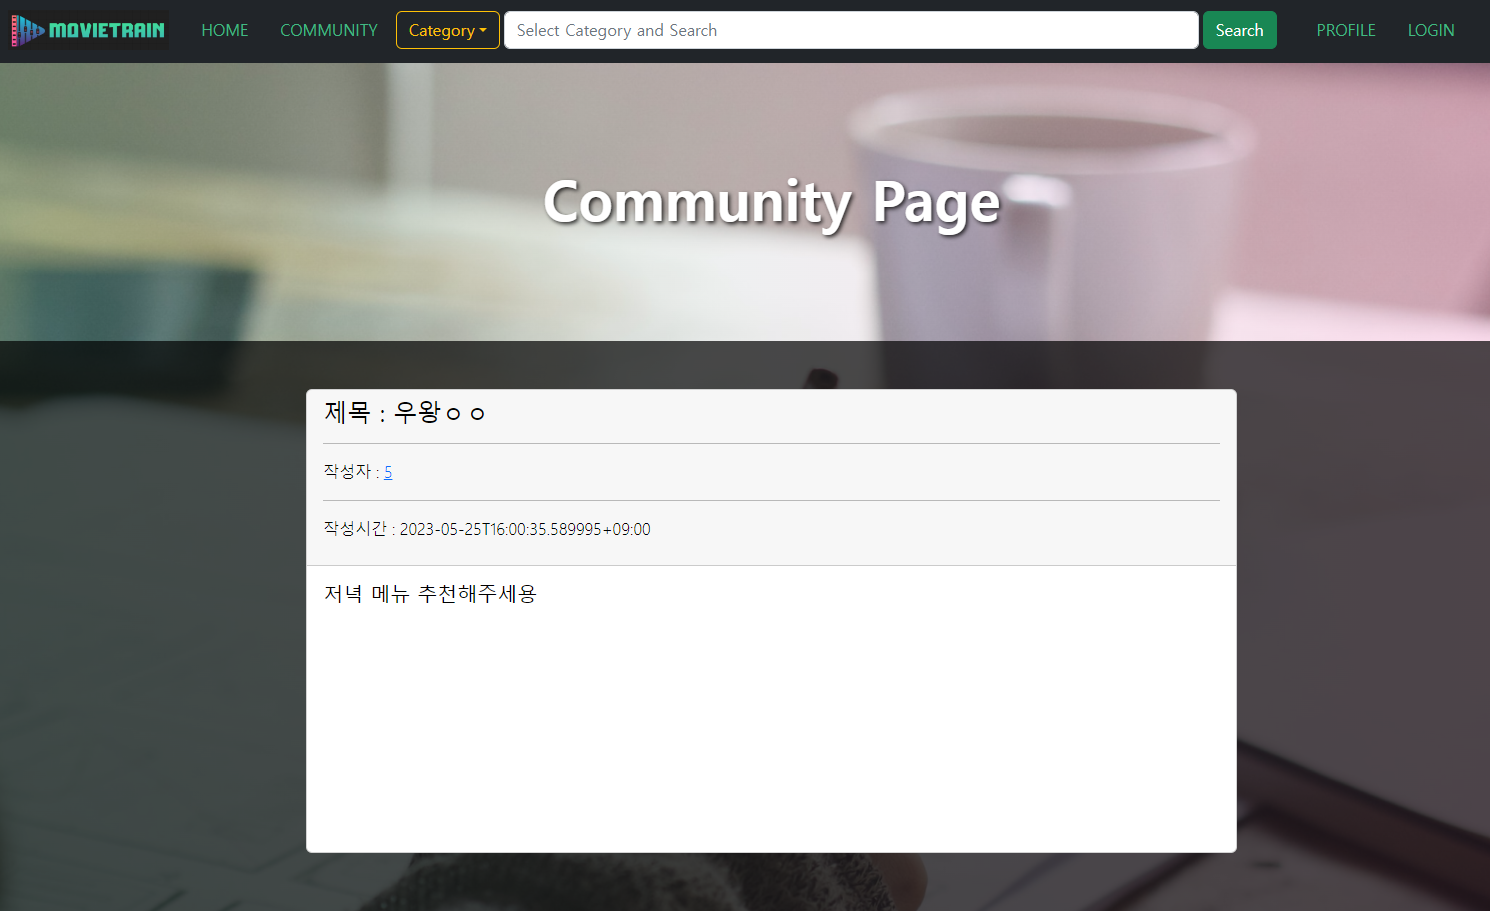 MOVIETRAIN HOME COMMUNITY Category Select Category and Search Search PROFILE LOGIN
Community Page
제목 : 우왕ㅇㅇ
작성자 : 5
작성시간 : 2023-05-25T16:00:35.589995+09:00
저녁 메뉴 추천해주세용